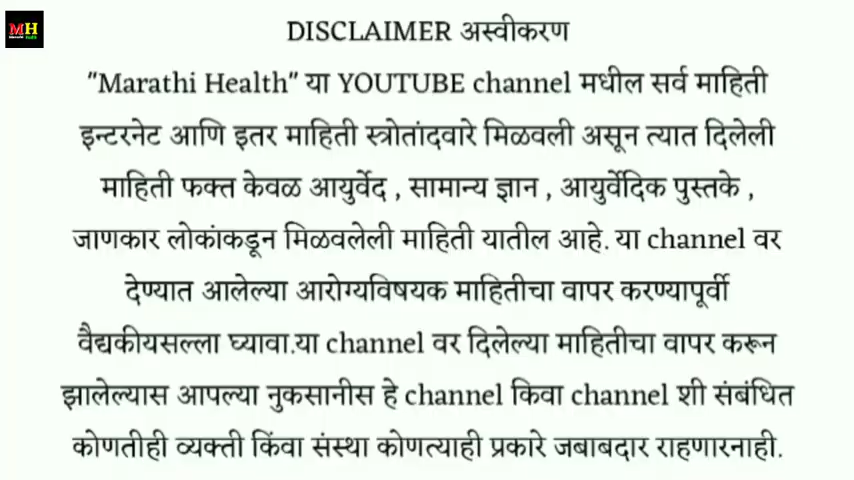 MH
DISCLAIMER अस्वीकरण
"Marathi Health" या YOUTUBE channel मधील सर्व माहिती
इन्टरनेट आणि इतर माहिती स्त्रोतांदवारे मिळवली असून त्यात दिलेली
माहिती फक्त केवळ आयुर्वेद , सामान्य ज्ञान , आयुर्वेदिक पुस्तके ,
जाणकार लोकांकडून मिळवलेली माहिती यातील आहे. या channel वर
देण्यात आलेल्या आरोग्यविषयक माहितीचा वापर करण्यापूर्वी
वैद्यकीयसल्ला घ्यावा.या channel वर दिलेल्या माहितीचा वापर करून
झालेल्यास आपल्या नुकसानीस हे channel किवा channel शी संबंधित
कोणतीही व्यक्ती किंवा संस्था कोणत्याही प्रकारे जबाबदार राहणारनाही.